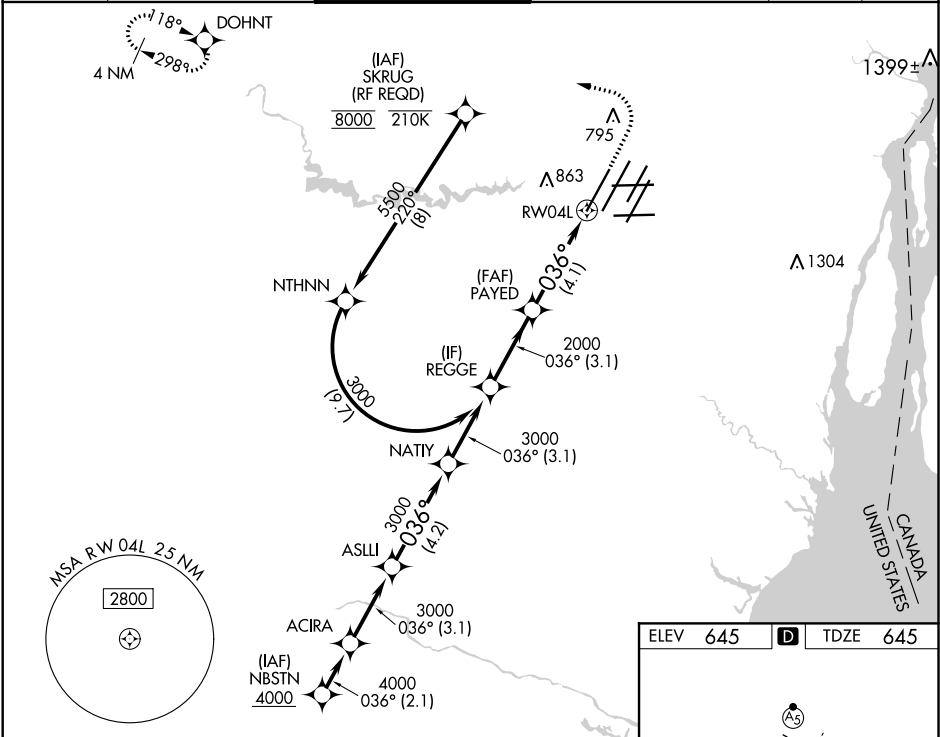 118°
DOHNT
298°
4 NM
(IAF)
SKRUG
(RF REQD)
8000 210K
1399±
795
863
RW04L
5500
220°
(8)
036°
(4.1)
1304
NTHNN
(FAF)
PAYED
2000
036° (3.1)
(IF)
REGGE
3000
(9.7)
3000
036° (3.1)
NATIY
3000
036°
(4.2)
CANADA
UNITED STATES
ASLLI
MSA RW 04L 25 NM
2800
3000
036° (3.1)
ACIRA
(IAF)
NBSTN
4000
4000
036° (2.1)
ELEV 645 D TDZE 645
A5